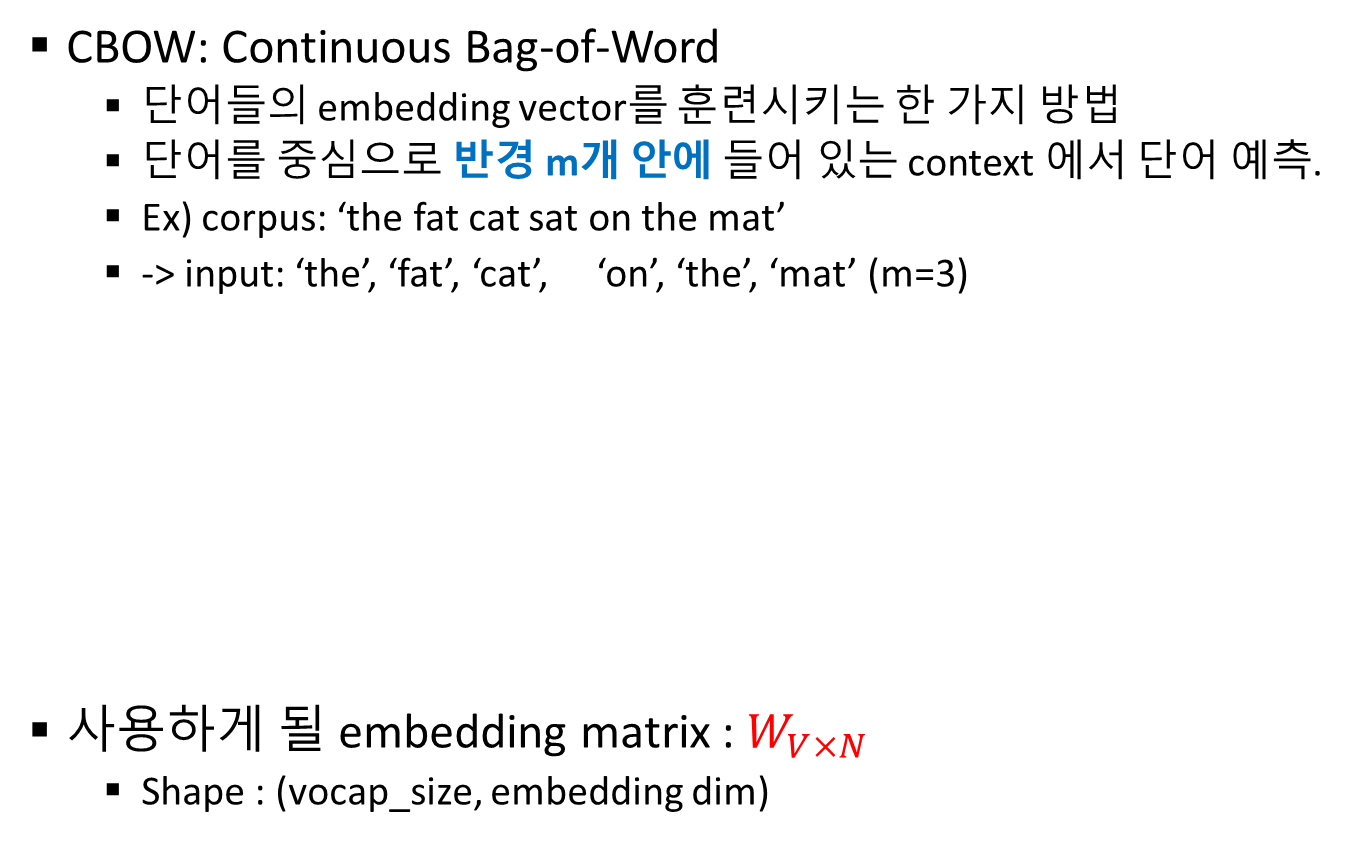 ▪ CBOW: Continuous Bag-of-Word
▪ 단어들의 embedding vector를 훈련시키는 한 가지 방법
▪ 단어를 중심으로 반경 m개 안에 들어 있는 context 에서 단어 예측.
▪ Ex) corpus: ‘the fat cat sat on the mat’
▪ -> input: ‘the’, ‘fat’, ‘cat’, ‘on’, ‘the’, ‘mat’ (m=3)
▪ 사용하게 될 embedding matrix : W_{V×N}
▪ Shape : (vocap_size, embedding dim)